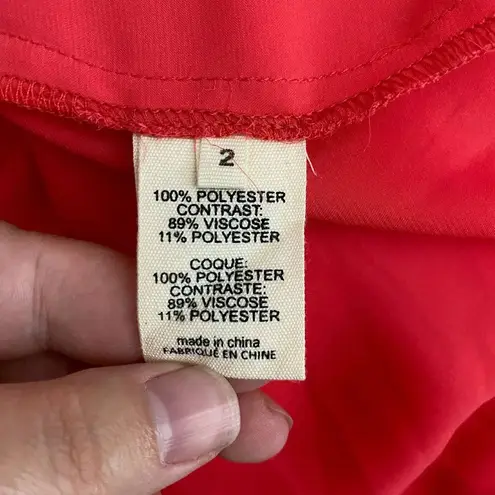 2
100% POLYESTER
CONTRAST:
89% VISCOSE
11% POLYESTER
COQUE:
100% POLYESTER
CONTRASTE:
89% VISCOSE
11% POLYESTER
made in china
FABRIQUÉ EN CHINE